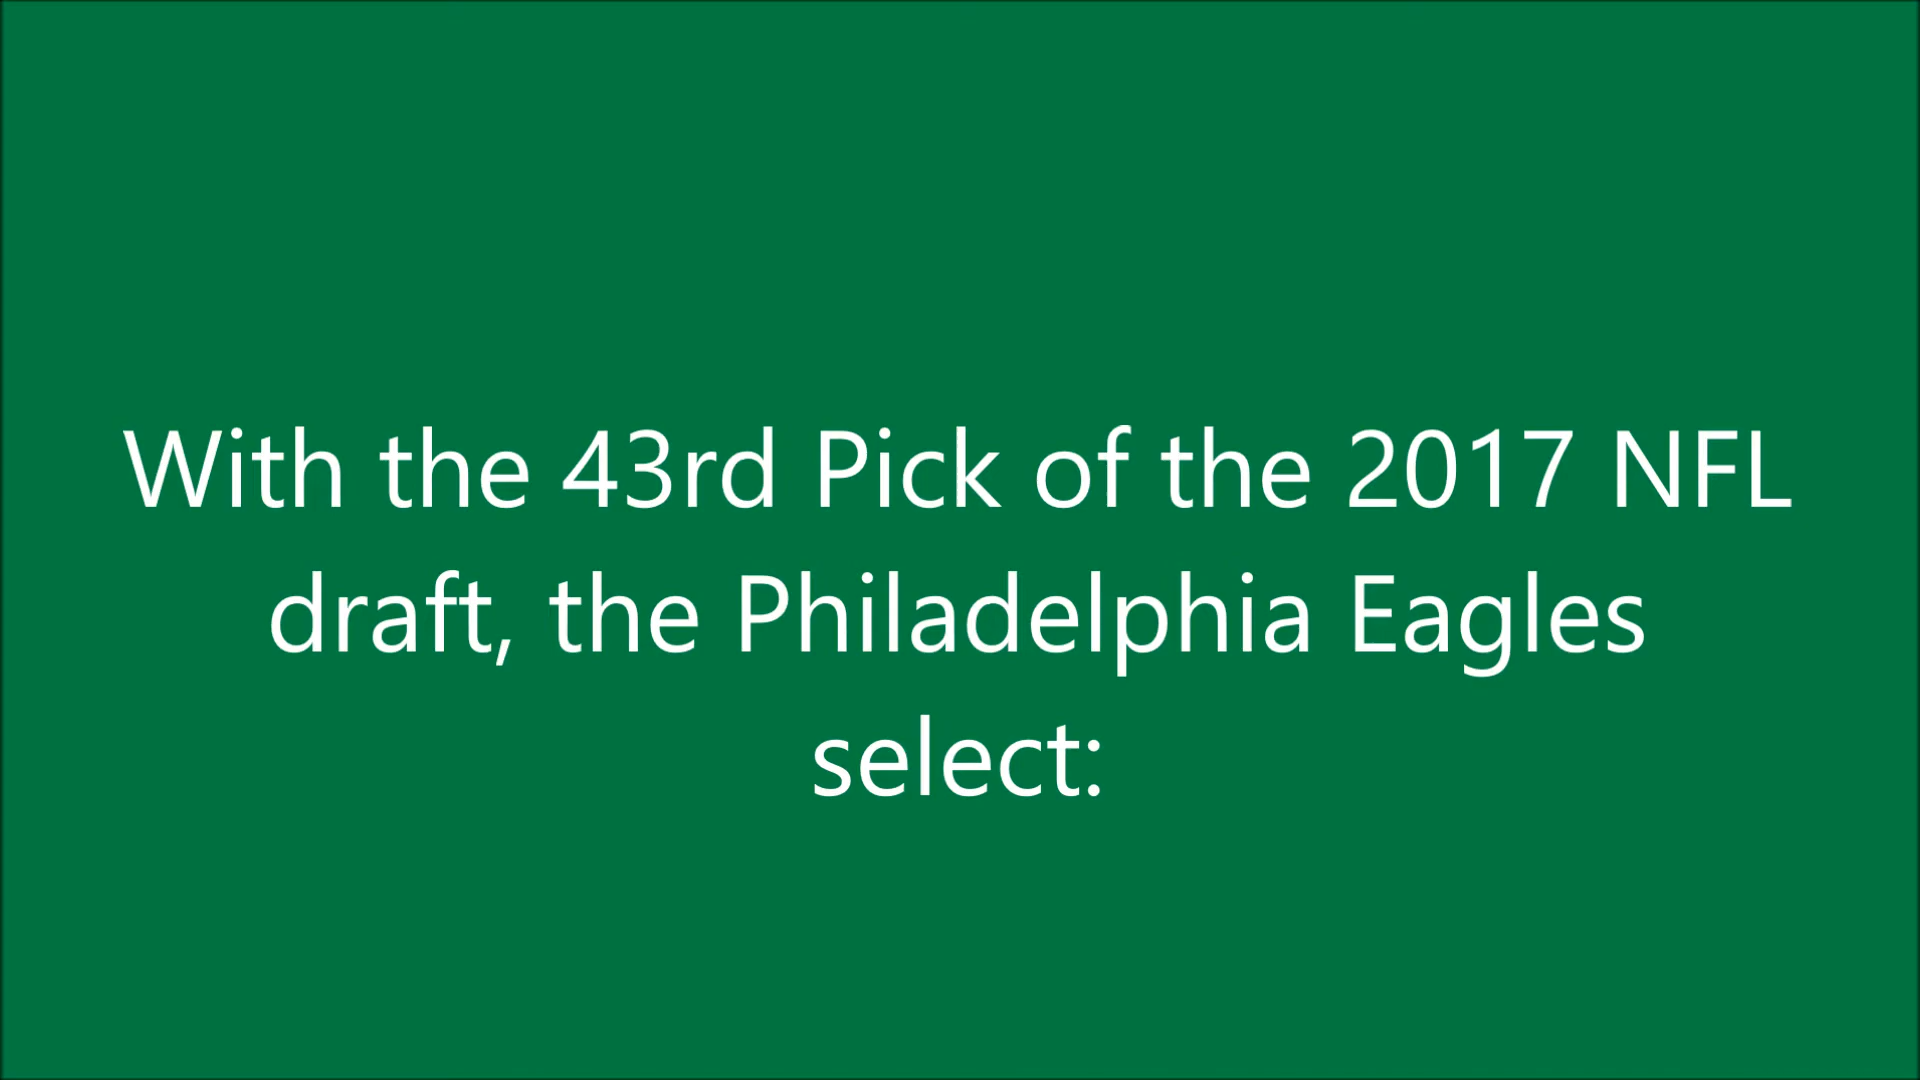 With the 43rd Pick of the 2017 NFL
draft, the Philadelphia Eagles
select: